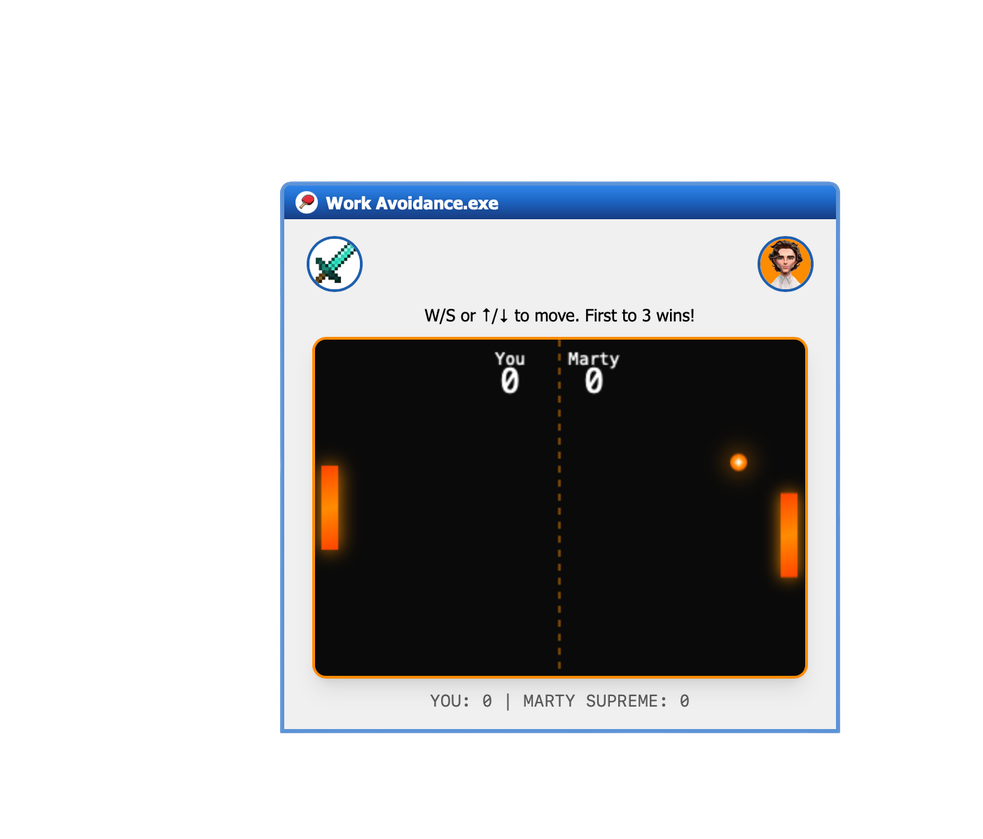 Work Avoidance.exe
W/S or ↑/↓ to move. First to 3 wins!
You Marty
0 0
YOU: 0 | MARTY SUPREME: 0